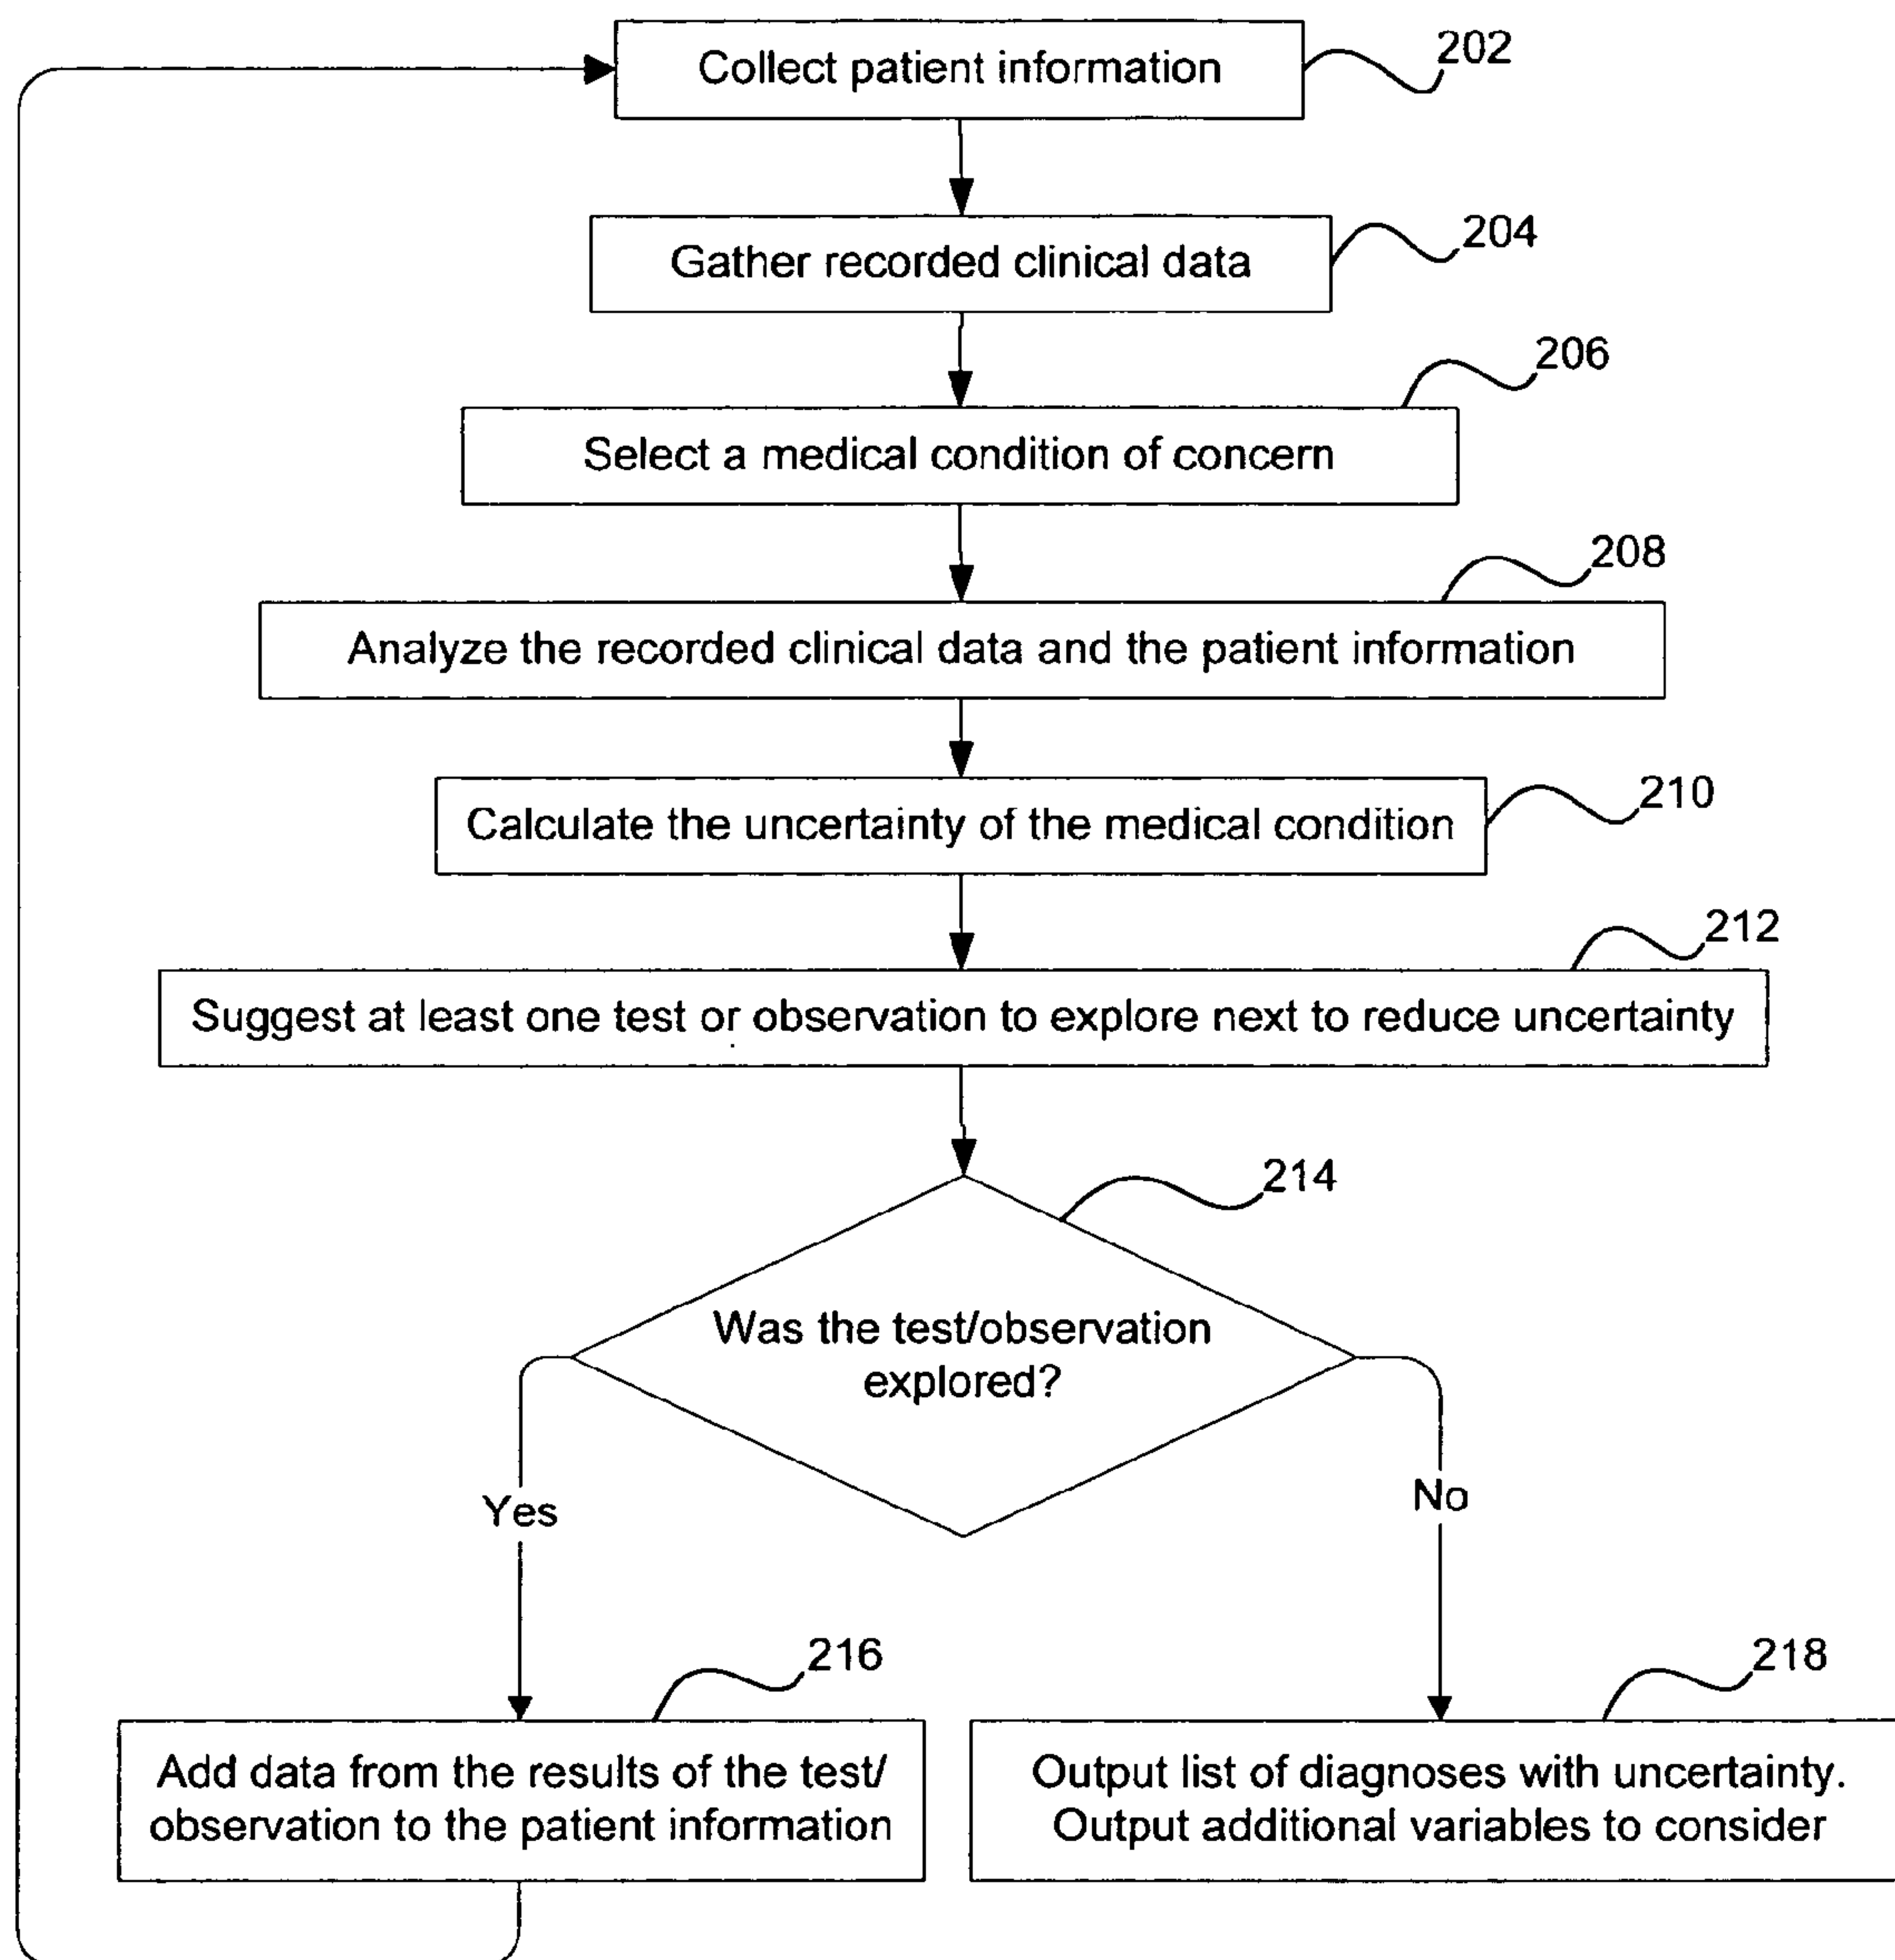 Collect patient information
202
Gather recorded clinical data
204
206
Select a medical condition of concern
208
Analyze the recorded clinical data and the patient information
210
Calculate the uncertainty of the medical condition
212
Suggest at least one test or observation to explore next to reduce uncertainty
214
Was the test/observation
explored?
Yes
No
216
218
Add data from the results of the test/
observation to the patient information
Output list of diagnoses with uncertainty.
Output additional variables to consider